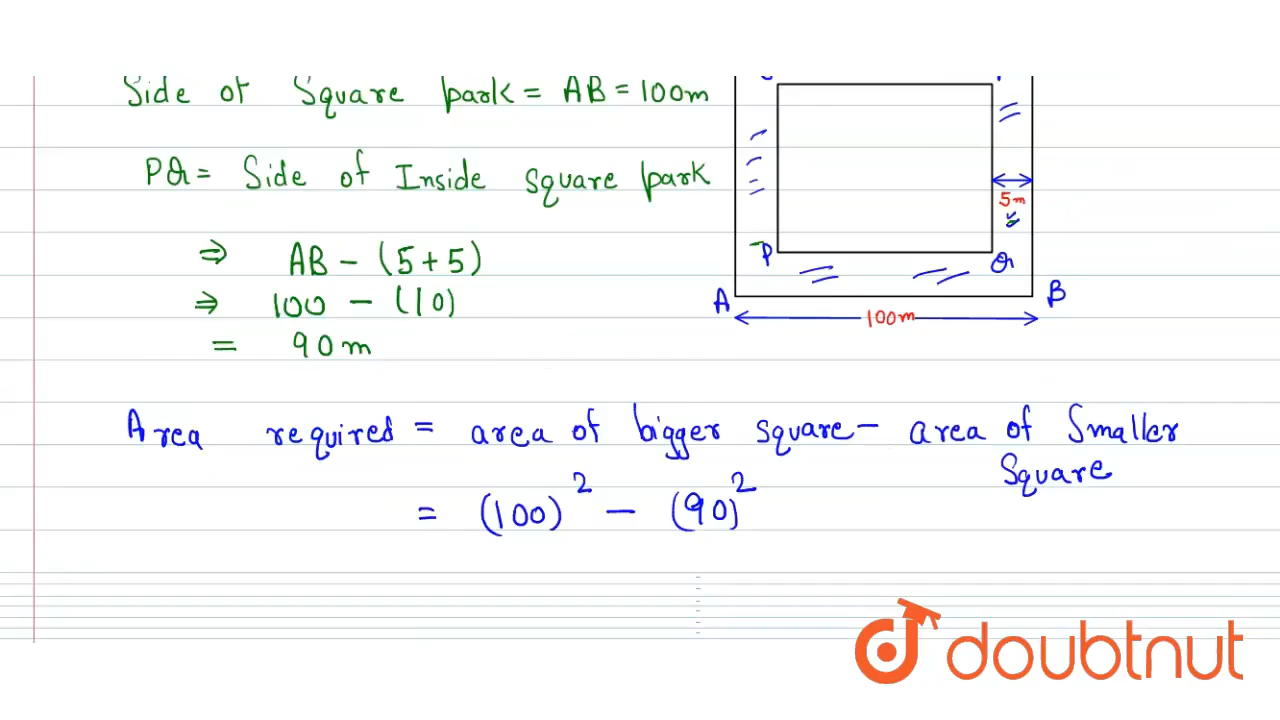 Side of Square park = AB = 100m
PQ = Side of Inside square park
⇒ AB - (5+5)
⇒ 100 - (10)
= 90 m
5m
P Q
A B
100m
Area required = area of bigger square - area of Smaller
Square
= (100)² - (90)²
doubtnut